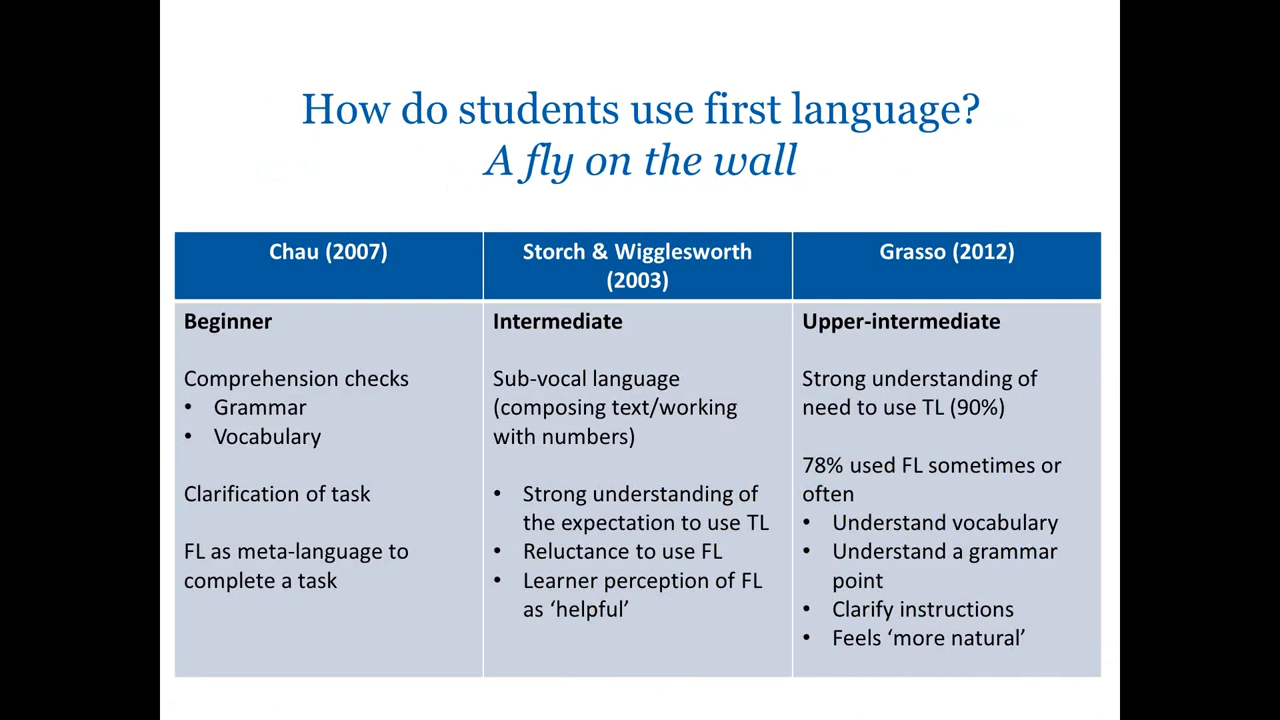 How do students use first language?
A fly on the wall
Chau (2007)
Storch & Wigglesworth
(2003)
Grasso (2012)
Beginner
Comprehension checks
• Grammar
• Vocabulary
Clarification of task
FL as meta-language to
complete a task
Intermediate
Sub-vocal language
(composing text/working
with numbers)
• Strong understanding of
the expectation to use TL
• Reluctance to use FL
• Learner perception of FL
as ‘helpful’
Upper-intermediate
Strong understanding of
need to use TL (90%)
78% used FL sometimes or
often
• Understand vocabulary
• Understand a grammar
point
• Clarify instructions
• Feels ‘more natural’